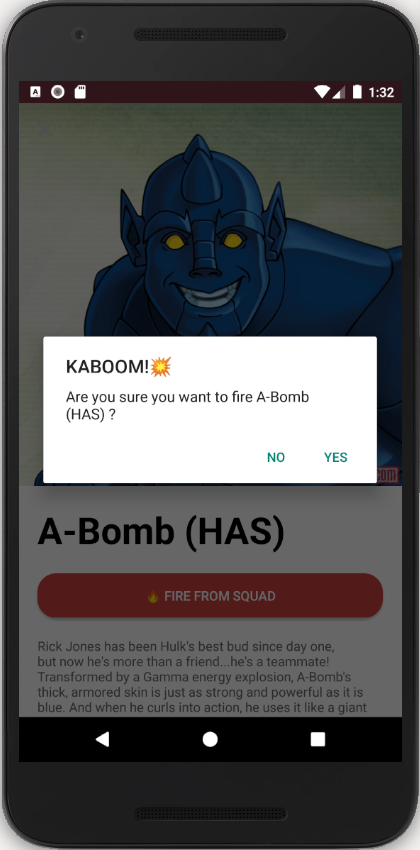 A
1:32
KABOOM!💥
Are you sure you want to fire A-Bomb
(HAS) ?
NO YES
com
A-Bomb (HAS)
🔥 FIRE FROM SQUAD
Rick Jones has been Hulk's best bud since day one,
but now he's more than a friend...he's a teammate!
Transformed by a Gamma energy explosion, A-Bomb's
thick, armored skin is just as strong and powerful as it is
blue. And when he curls into action, he uses it like a giant